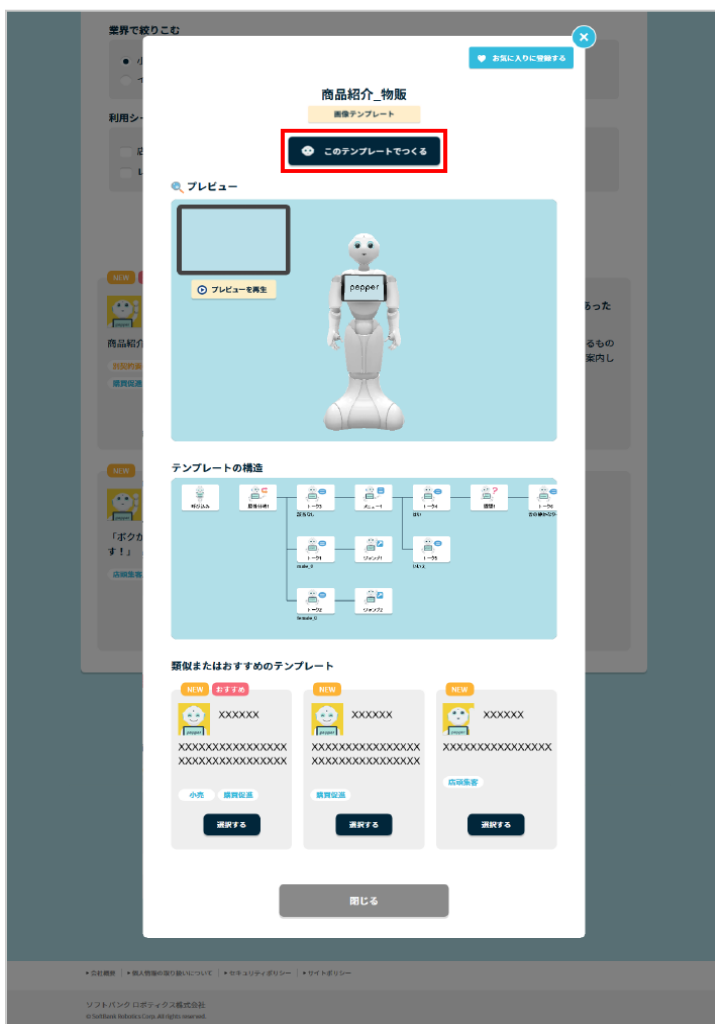 業界で絞りこむ
お気に入りに登録する
商品紹介_物販
画像テンプレート
このテンプレートでつくる
利用シー
プレビュー
pepper
プレビューを再生
NEW
るった
商品紹介
るもの
案内し
購買促進
テンプレートの構造
呼び込み
トーク3
メニュー1
トーク4
はい
NEW
「ボクが
す！」
店頭集客
トーク1
male_0
ジャンプ1
トーク5
いいえ
トーク2
female_0
ジャンプ2
類似またはおすすめのテンプレート
NEW おすすめ
NEW
NEW
XXXXXX
XXXXXX
XXXXXX
pepper
pepper
pepper
XXXXXXXXXXXXXXXX
XXXXXXXXXXXXXXXX
XXXXXXXXXXXXXXXX
XXXXXXXXXXXXXXXX
XXXXXXXXXXXXXXXX
小売 購買促進
購買促進
店頭集客
選択する
選択する
選択する
閉じる
会社概要 | 個人情報の取り扱いについて | セキュリティポリシー | サイトポリシー
ソフトバンク ロボティクス株式会社
© SoftBank Robotics Corp. All rights reserved.